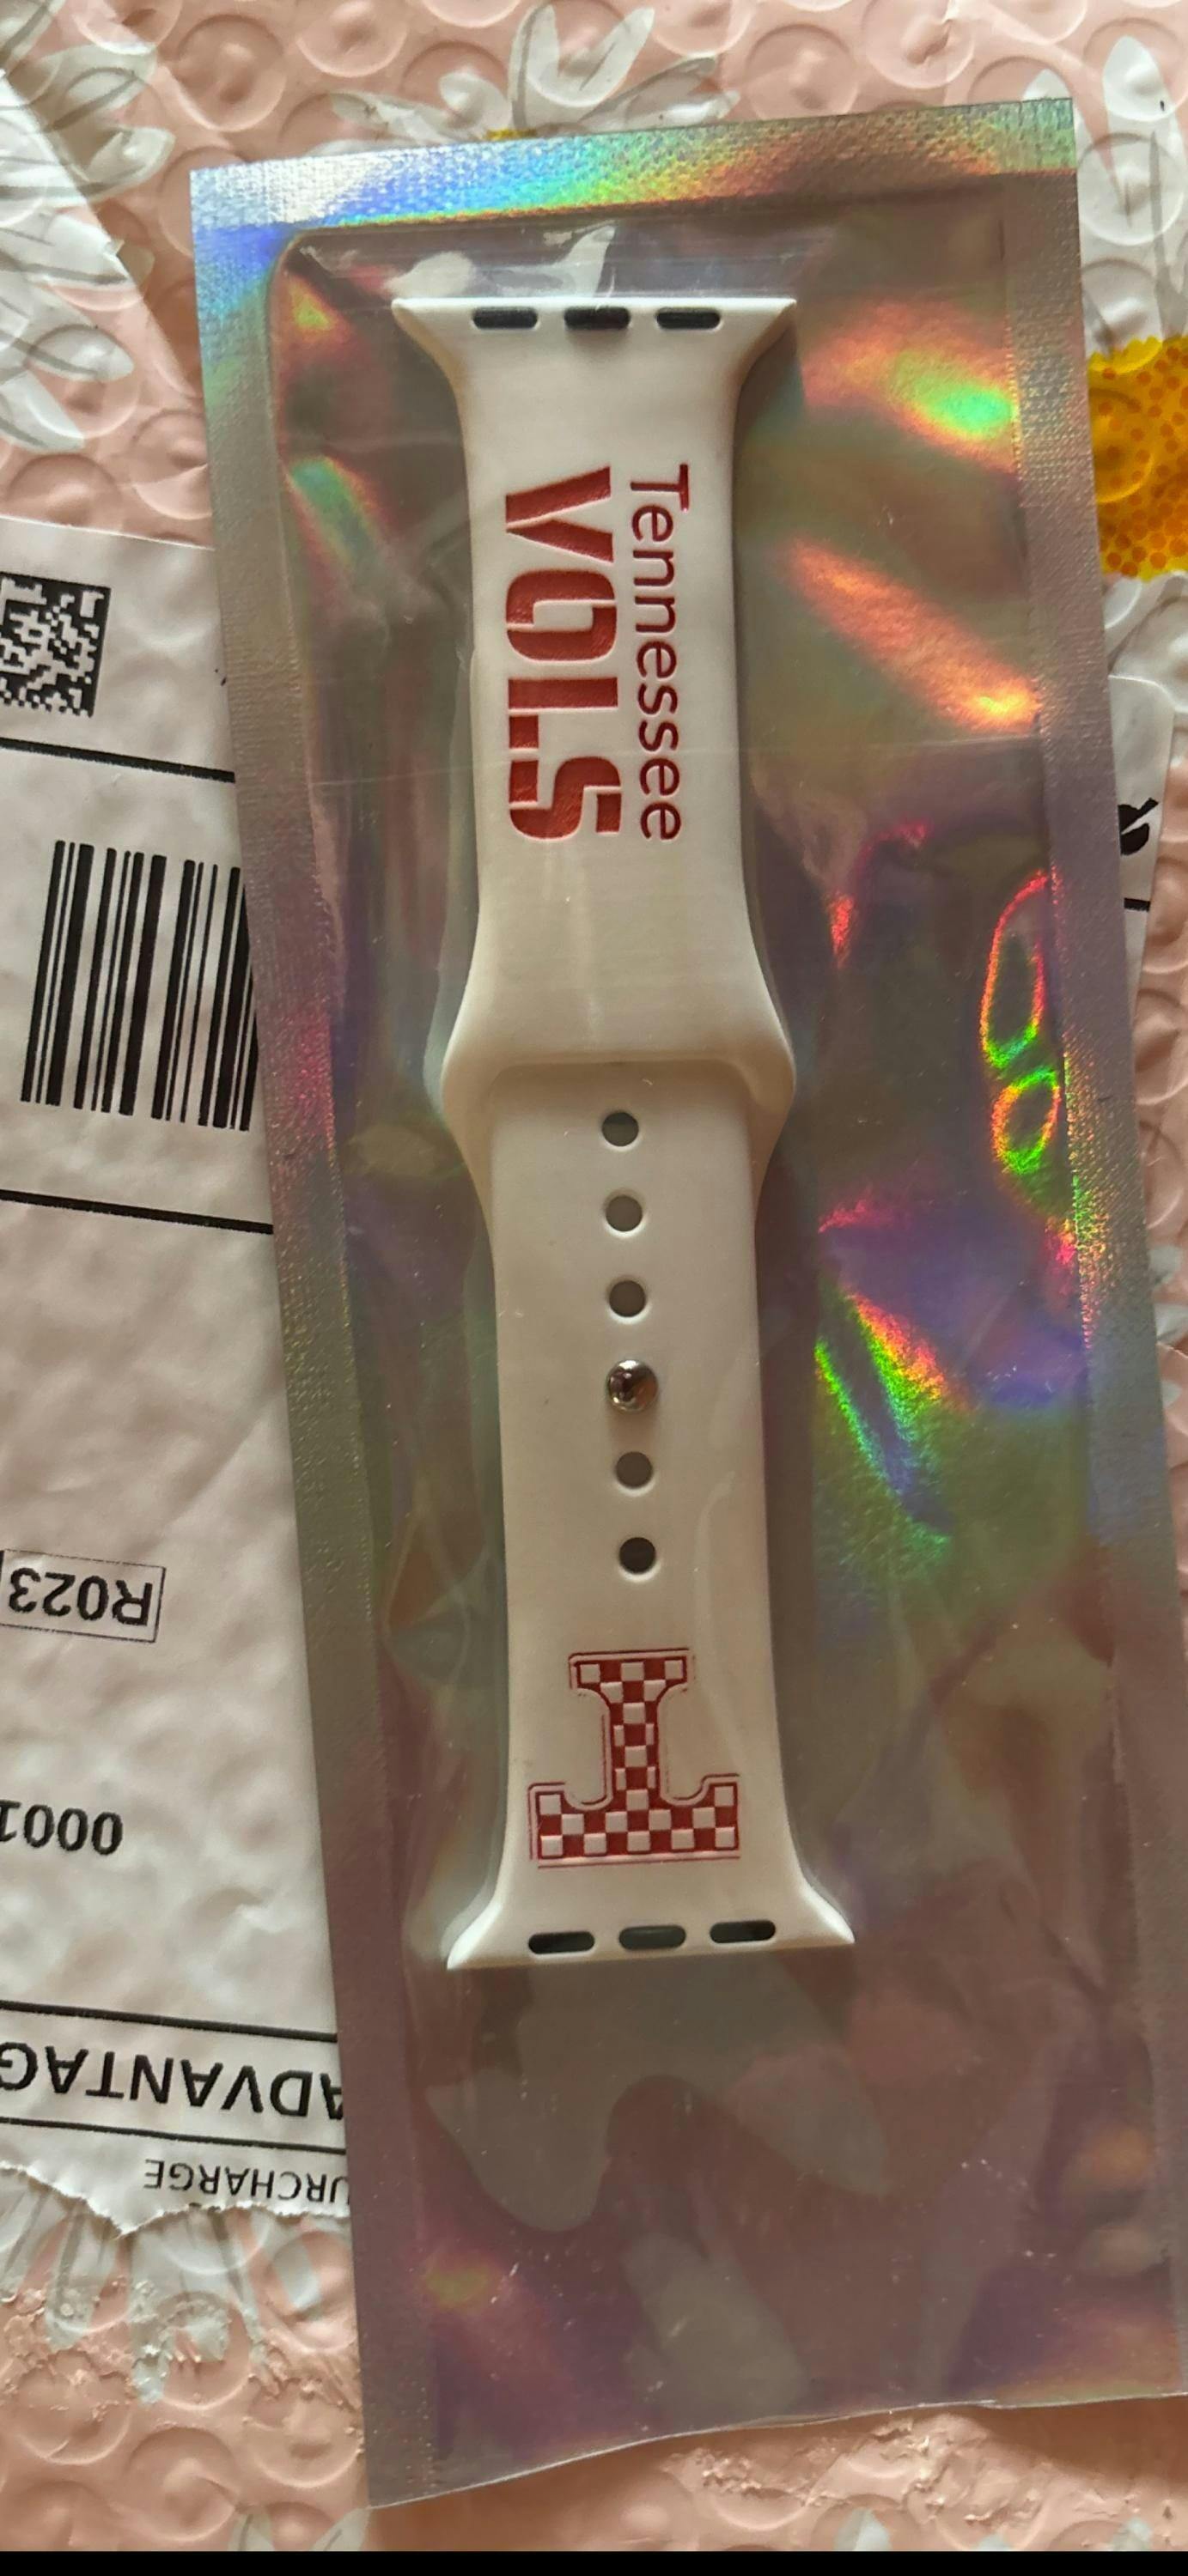 Tennessee
VOLS
T
R023
0001
ADVANTAG
URCHARGE